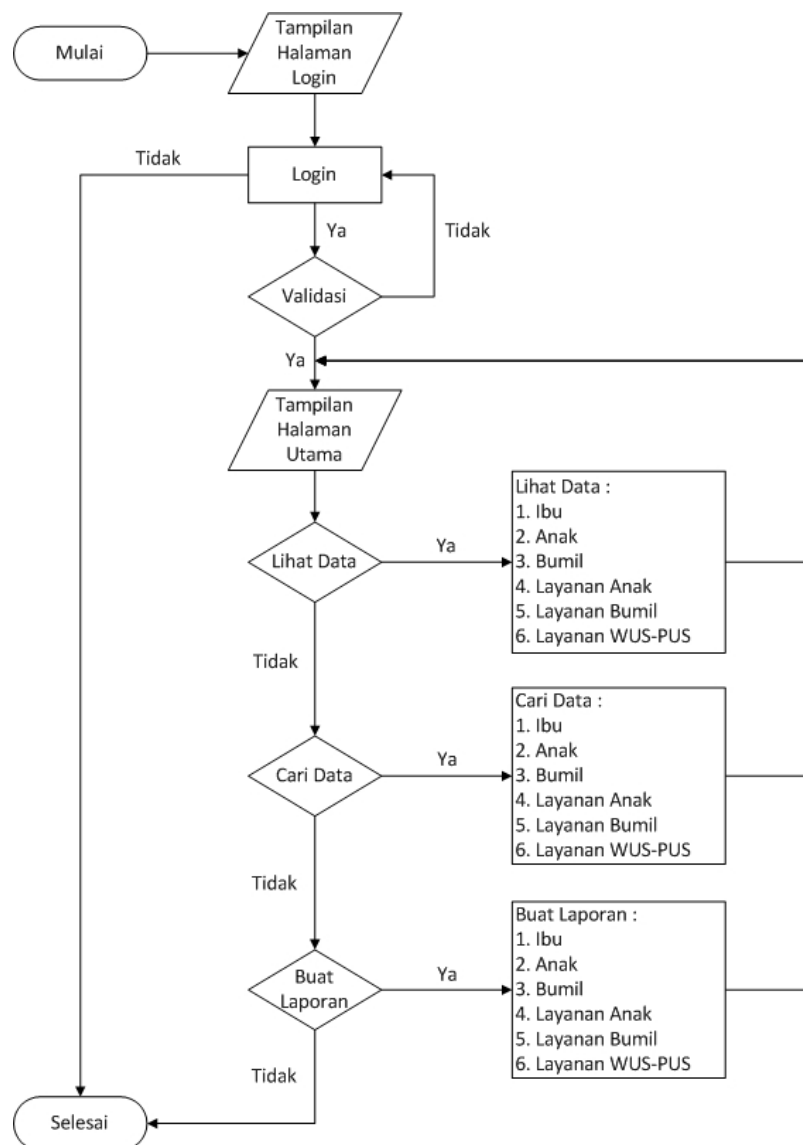 Mulai
Tampilan
Halaman
Login
Tidak
Login
Ya
Tidak
Validasi
Ya
Tampilan
Halaman
Utama
Lihat Data
Ya
Lihat Data :
1. Ibu
2. Anak
3. Bumil
4. Layanan Anak
5. Layanan Bumil
6. Layanan WUS-PUS
Tidak
Cari Data
Ya
Cari Data :
1. Ibu
2. Anak
3. Bumil
4. Layanan Anak
5. Layanan Bumil
6. Layanan WUS-PUS
Tidak
Buat
Laporan
Ya
Buat Laporan :
1. Ibu
2. Anak
3. Bumil
4. Layanan Anak
5. Layanan Bumil
6. Layanan WUS-PUS
Tidak
Selesai